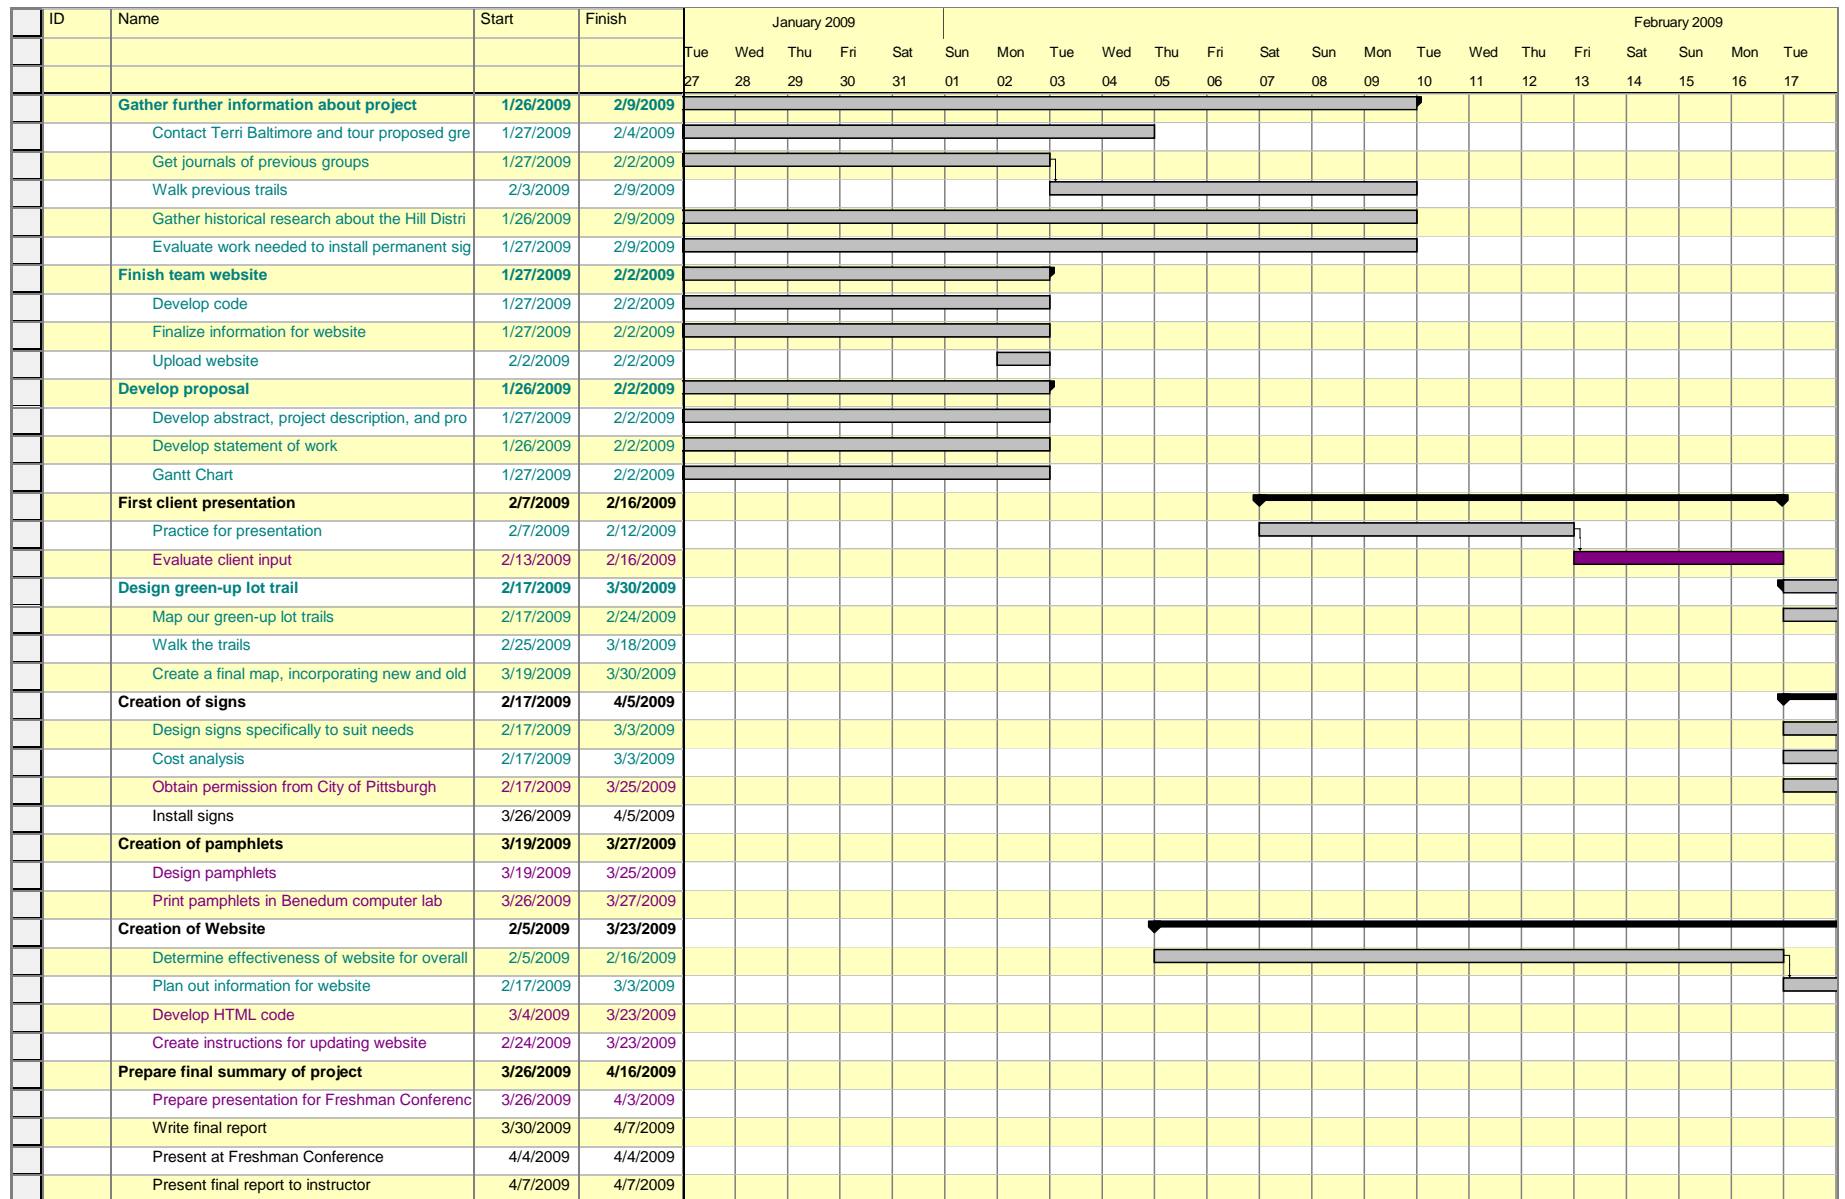 ID Name Start Finish January 2009 February 2009
Tue Wed Thu Fri Sat Sun Mon Tue Wed Thu Fri Sat Sun Mon Tue Wed Thu Fri Sat Sun Mon Tue
27 28 29 30 31 01 02 03 04 05 06 07 08 09 10 11 12 13 14 15 16 17
Gather further information about project 1/26/2009 2/9/2009
Contact Terri Baltimore and tour proposed gre 1/27/2009 2/4/2009
Get journals of previous groups 1/27/2009 2/2/2009
Walk previous trails 2/3/2009 2/9/2009
Gather historical research about the Hill Distri 1/26/2009 2/9/2009
Evaluate work needed to install permanent sig 1/27/2009 2/9/2009
Finish team website 1/27/2009 2/2/2009
Develop code 1/27/2009 2/2/2009
Finalize information for website 1/27/2009 2/2/2009
Upload website 2/2/2009 2/2/2009
Develop proposal 1/26/2009 2/2/2009
Develop abstract, project description, and pro 1/27/2009 2/2/2009
Develop statement of work 1/26/2009 2/2/2009
Gantt Chart 1/27/2009 2/2/2009
First client presentation 2/7/2009 2/16/2009
Practice for presentation 2/7/2009 2/12/2009
Evaluate client input 2/13/2009 2/16/2009
Design green-up lot trail 2/17/2009 3/30/2009
Map our green-up lot trails 2/17/2009 2/24/2009
Walk the trails 2/25/2009 3/18/2009
Create a final map, incorporating new and old 3/19/2009 3/30/2009
Creation of signs 2/17/2009 4/5/2009
Design signs specifically to suit needs 2/17/2009 3/3/2009
Cost analysis 2/17/2009 3/3/2009
Obtain permission from City of Pittsburgh 2/17/2009 3/25/2009
Install signs 3/26/2009 4/5/2009
Creation of pamphlets 3/19/2009 3/27/2009
Design pamphlets 3/19/2009 3/25/2009
Print pamphlets in Benedum computer lab 3/26/2009 3/27/2009
Creation of Website 2/5/2009 3/23/2009
Determine effectiveness of website for overall 2/5/2009 2/16/2009
Plan out information for website 2/17/2009 3/3/2009
Develop HTML code 3/4/2009 3/23/2009
Create instructions for updating website 2/24/2009 3/23/2009
Prepare final summary of project 3/26/2009 4/16/2009
Prepare presentation for Freshman Conferenc 3/26/2009 4/3/2009
Write final report 3/30/2009 4/7/2009
Present at Freshman Conference 4/4/2009 4/4/2009
Present final report to instructor 4/7/2009 4/7/2009